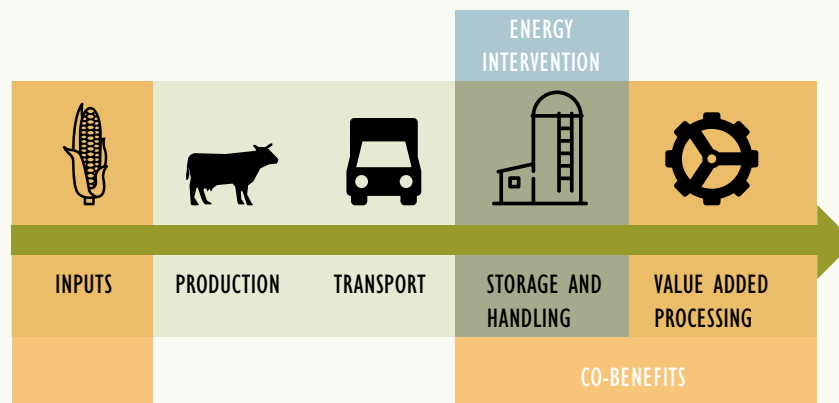 ENERGY
INTERVENTION
INPUTS
PRODUCTION
TRANSPORT
STORAGE AND
HANDLING
VALUE ADDED
PROCESSING
CO-BENEFITS